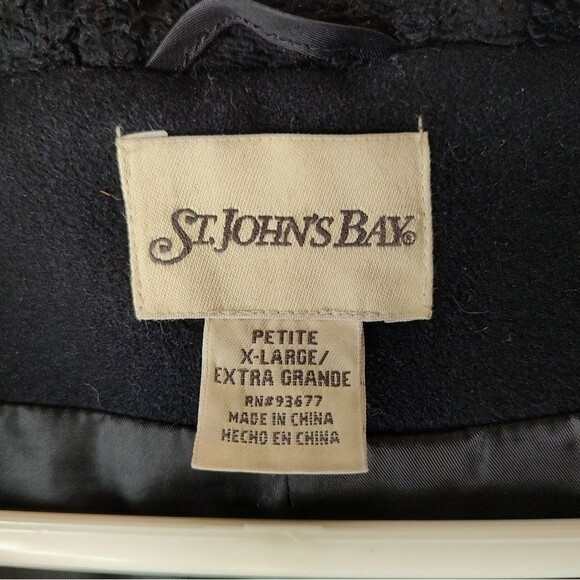 ST. JOHN'S BAY®
PETITE
X-LARGE/
EXTRA GRANDE
RN#93677
MADE IN CHINA
HECHO EN CHINA